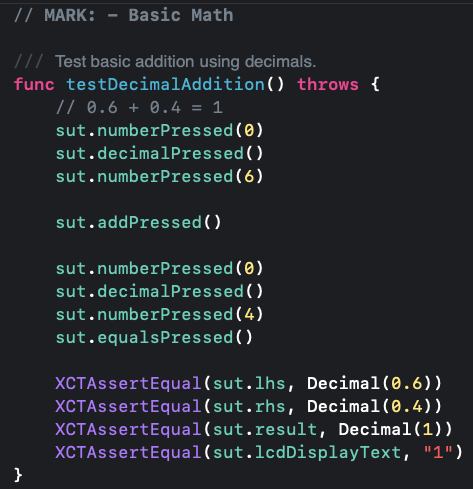 // MARK: - Basic Math
/// Test basic addition using decimals.
func testDecimalAddition() throws {
// 0.6 + 0.4 = 1
sut.numberPressed(0)
sut.decimalPressed()
sut.numberPressed(6)
sut.addPressed()
sut.numberPressed(0)
sut.decimalPressed()
sut.numberPressed(4)
sut.equalsPressed()
XCTAssertEqual(sut.lhs, Decimal(0.6))
XCTAssertEqual(sut.rhs, Decimal(0.4))
XCTAssertEqual(sut.result, Decimal(1))
XCTAssertEqual(sut.lcdDisplayText, "1")
}